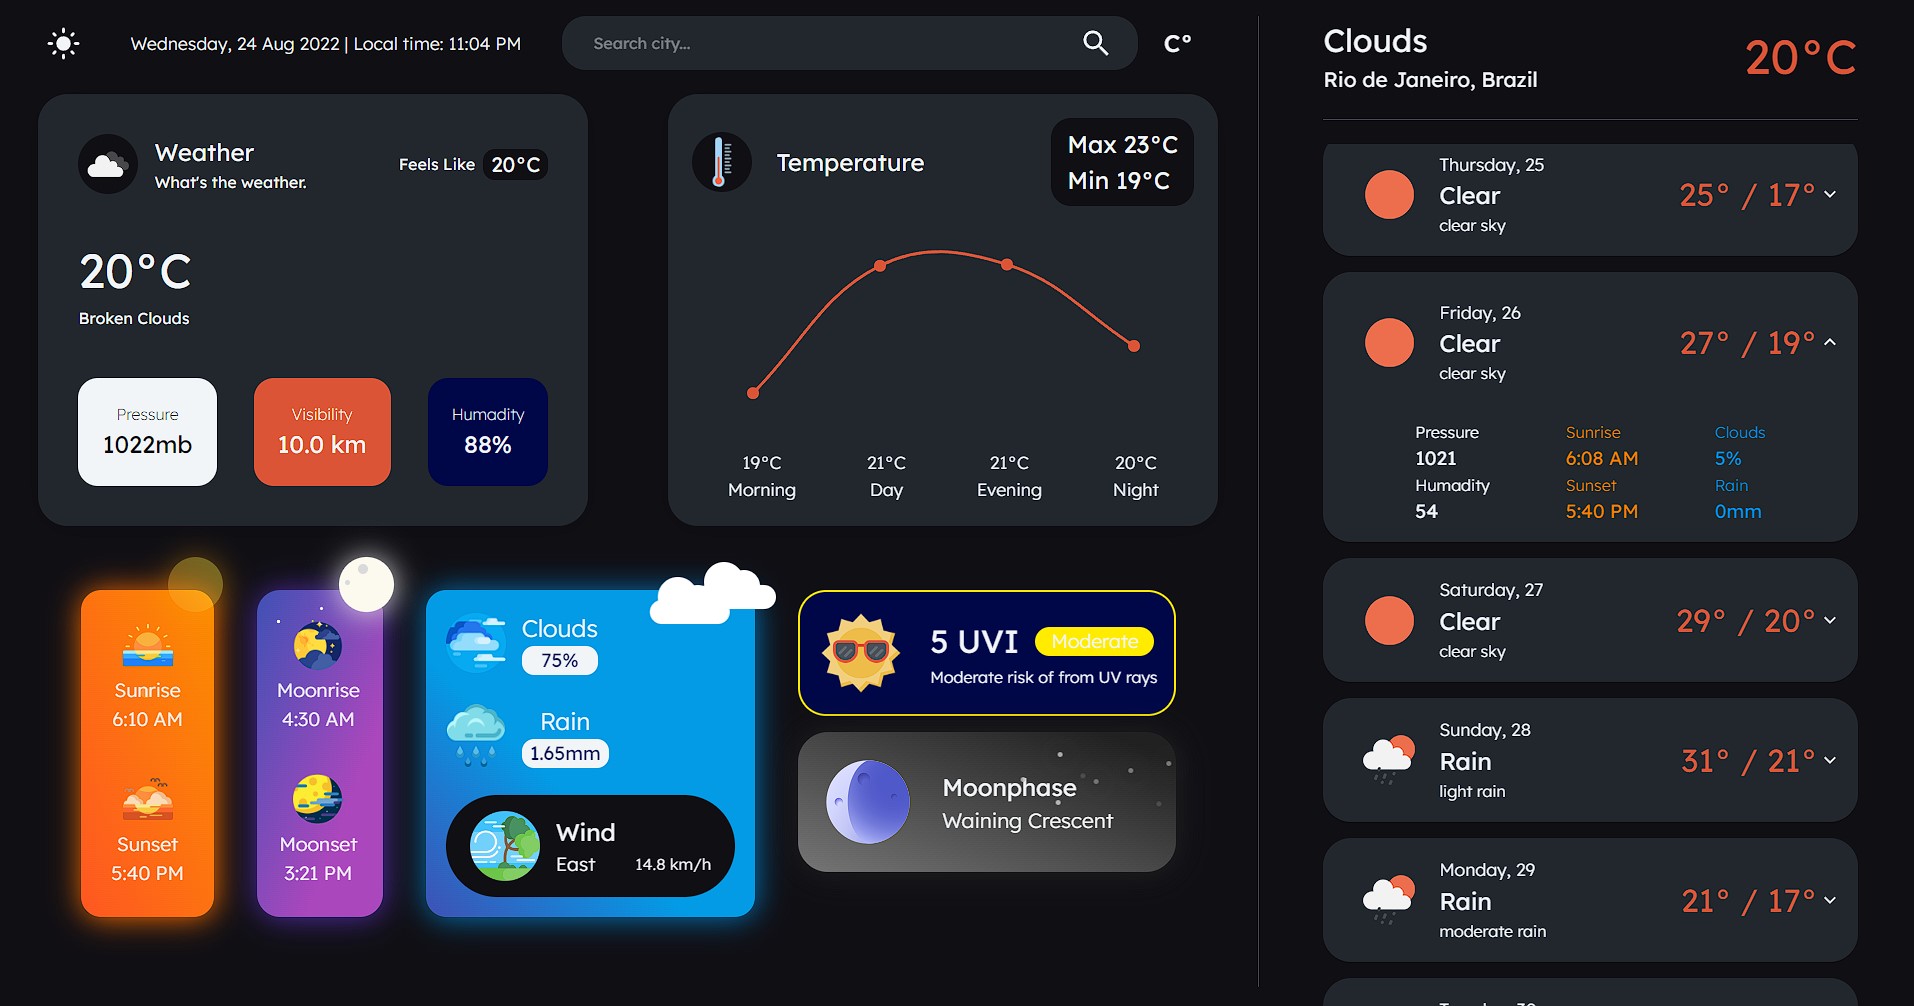 Wednesday, 24 Aug 2022 | Local time: 11:04 PM
Search city...
C°
Weather
What's the weather.
Feels Like 20°C
20°C
Broken Clouds
Pressure
1022mb
Visibility
10.0 km
Humadity
88%
Temperature
Max 23°C
Min 19°C
19°C
Morning
21°C
Day
21°C
Evening
20°C
Night
Sunrise
6:10 AM
Sunset
5:40 PM
Moonrise
4:30 AM
Moonset
3:21 PM
Clouds
75%
Rain
1.65mm
Wind
East 14.8 km/h
5 UVI Moderate
Moderate risk of from UV rays
Moonphase
Waining Crescent
Clouds
Rio de Janeiro, Brazil
20°C
Thursday, 25
Clear
clear sky
25° / 17°
Friday, 26
Clear
clear sky
27° / 19°
Pressure
1021
Humadity
54
Sunrise
6:08 AM
Sunset
5:40 PM
Clouds
5%
Rain
0mm
Saturday, 27
Clear
clear sky
29° / 20°
Sunday, 28
Rain
light rain
31° / 21°
Monday, 29
Rain
moderate rain
21° / 17°